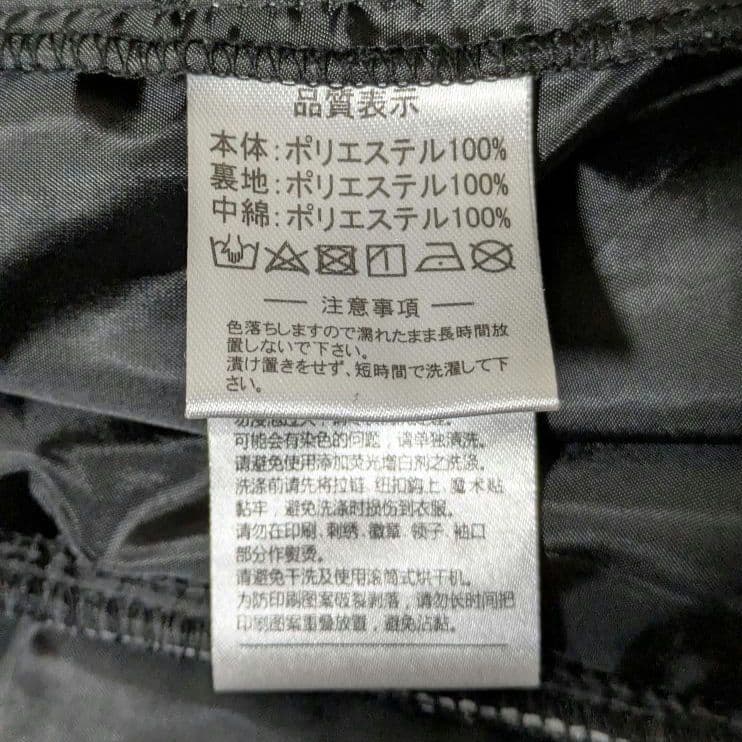 品質表示
本体:ポリエステル100%
裏地:ポリエステル100%
中綿:ポリエステル100%
注意事項
色落ちしますので濡れたまま長時間放
置しないで下さい。
漬け置きをせず、短時間で洗濯して下
さい。
可能会有染色的问题,请单独清洗。
请避免使用添加荧光增白剂之洗涤。
洗涤前请先将拉链、纽扣鈎上、魔术粘
黏牢,避免洗涤时损伤到衣服。
请勿在印刷、刺绣、徽章、领子、袖口
部分作熨烫。
请避免干洗及使用滚筒式烘干机。
为防印刷图案破裂剥落,请勿长时间把
印刷图案重叠放置,避免沾黏。